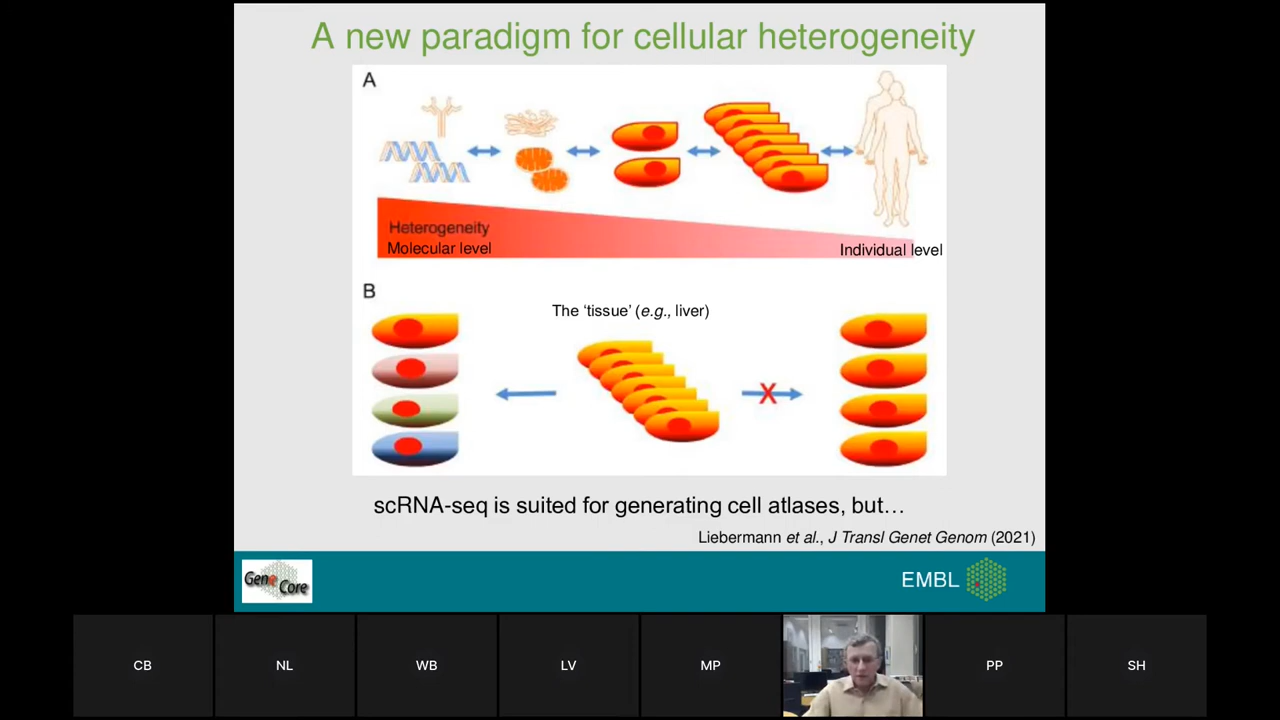 A new paradigm for cellular heterogeneity
A
Heterogeneity
Molecular level
Individual level
B
The ‘tissue’ (e.g., liver)
X
scRNA-seq is suited for generating cell atlases, but…
Liebermann et al., J Transl Genet Genom (2021)
Gene Core
EMBL
CB
NL
WB
LV
MP
PP
SH